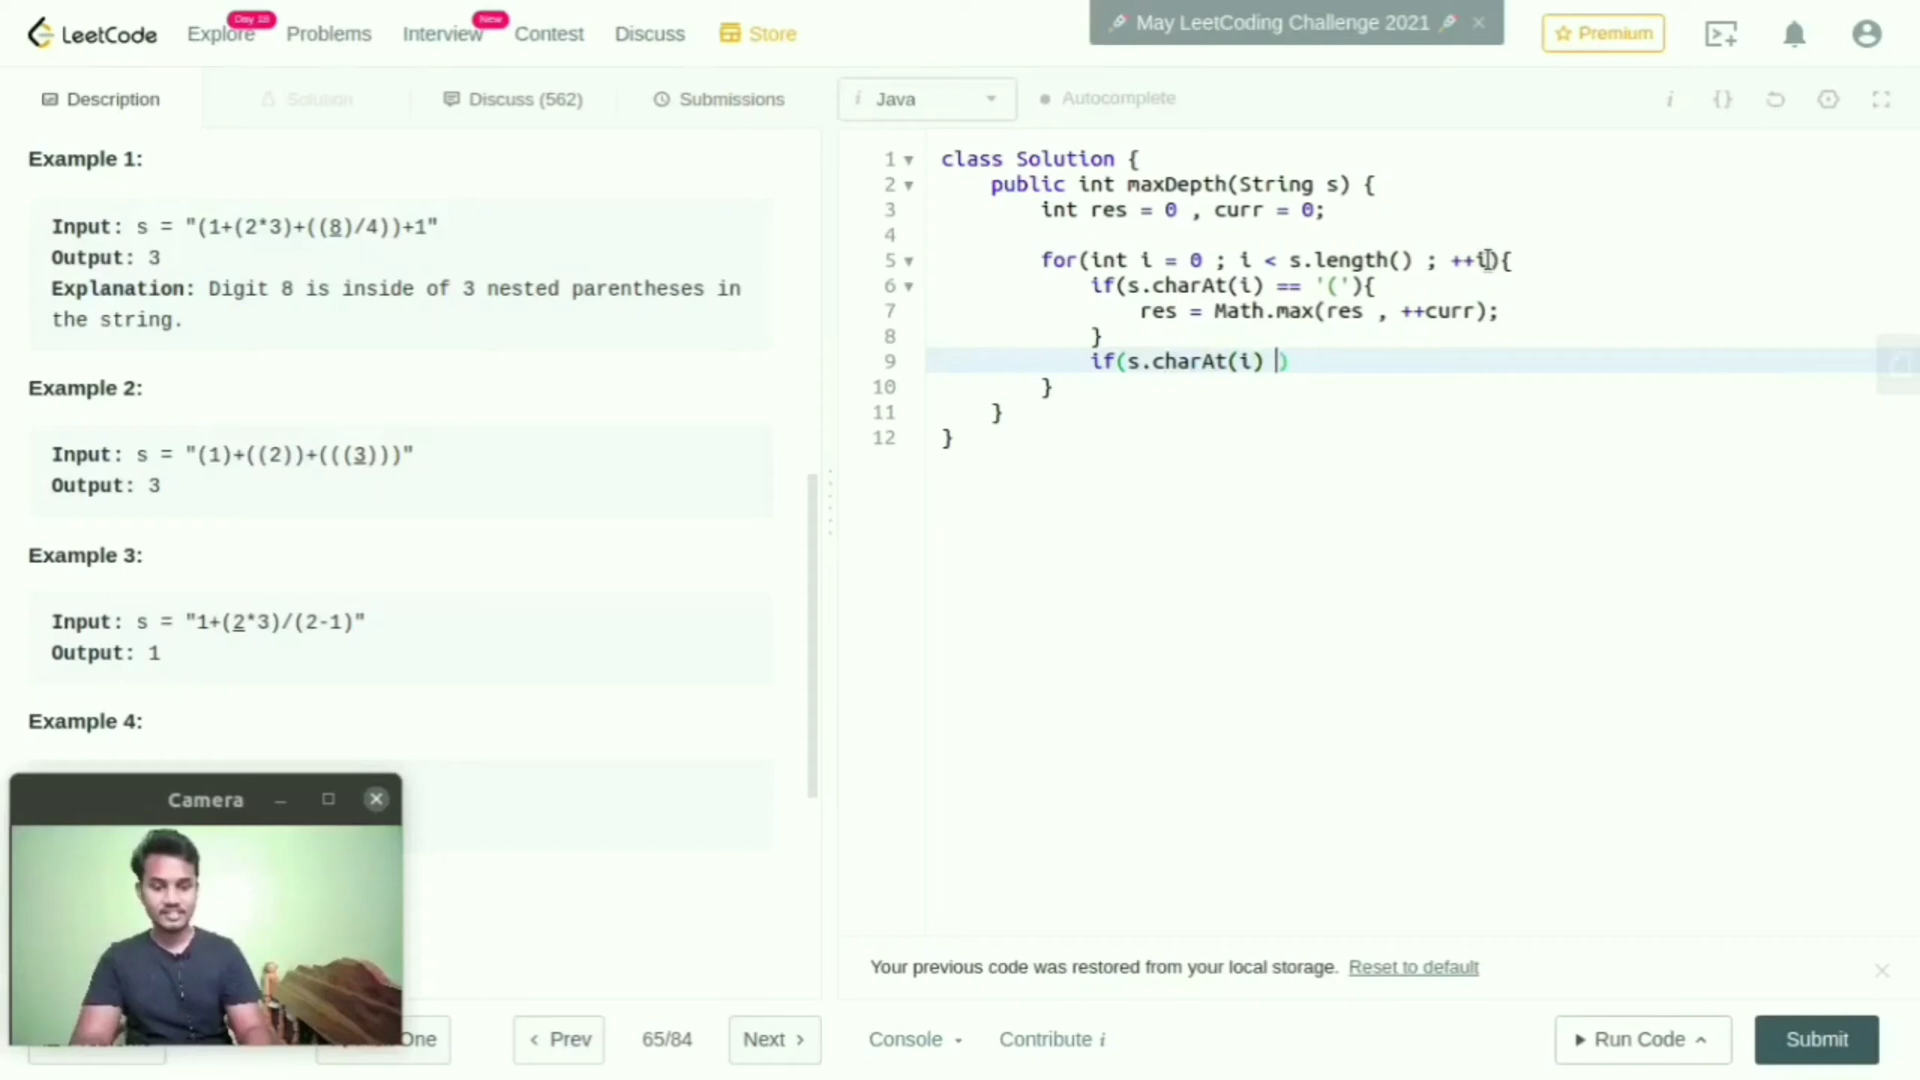 LeetCode
Explore
Day 18
Problems
Interview
New
Contest
Discuss
Store
May LeetCoding Challenge 2021
Premium
Description
Solution
Discuss (562)
Submissions
i Java
Autocomplete
Example 1:
Input: s = "(1+(2*3)+((8)/4))+1"
Output: 3
Explanation: Digit 8 is inside of 3 nested parentheses in
the string.
Example 2:
Input: s = "(1)+((2))+(((3)))"
Output: 3
Example 3:
Input: s = "1+(2*3)/(2-1)"
Output: 1
Example 4:
1 class Solution {
2 public int maxDepth(String s) {
3 int res = 0 , curr = 0;
4
5 for(int i = 0 ; i < s.length() ; ++i){
6 if(s.charAt(i) == '('){
7 res = Math.max(res , ++curr);
8 }
9 if(s.charAt(i) )
10 }
11 }
12 }
Camera
Your previous code was restored from your local storage. Reset to default
One
Prev
65/84
Next
Console
Contribute i
Run Code
Submit